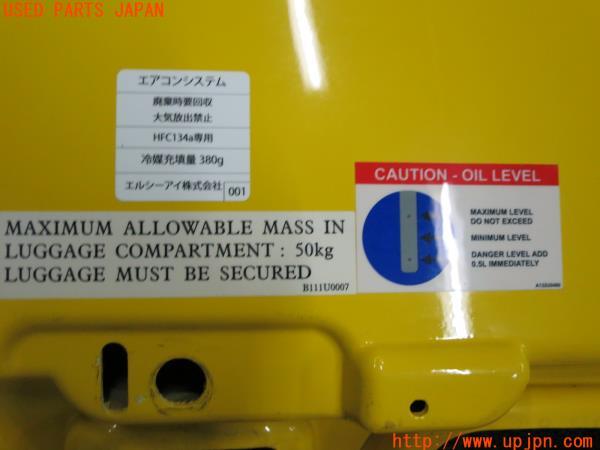 USED PARTS JAPAN
エアコンシステム
廃棄時要回収
大気放出禁止
HFC134a専用
冷媒充填量 380g
エルシーアイ株式会社 001
CAUTION - OIL LEVEL
MAXIMUM LEVEL
DO NOT EXCEED
MINIMUM LEVEL
DANGER LEVEL ADD
0.5L IMMEDIATELY
MAXIMUM ALLOWABLE MASS IN
LUGGAGE COMPARTMENT : 50kg
LUGGAGE MUST BE SECURED
B111U0007
http://www.upjpn.com/